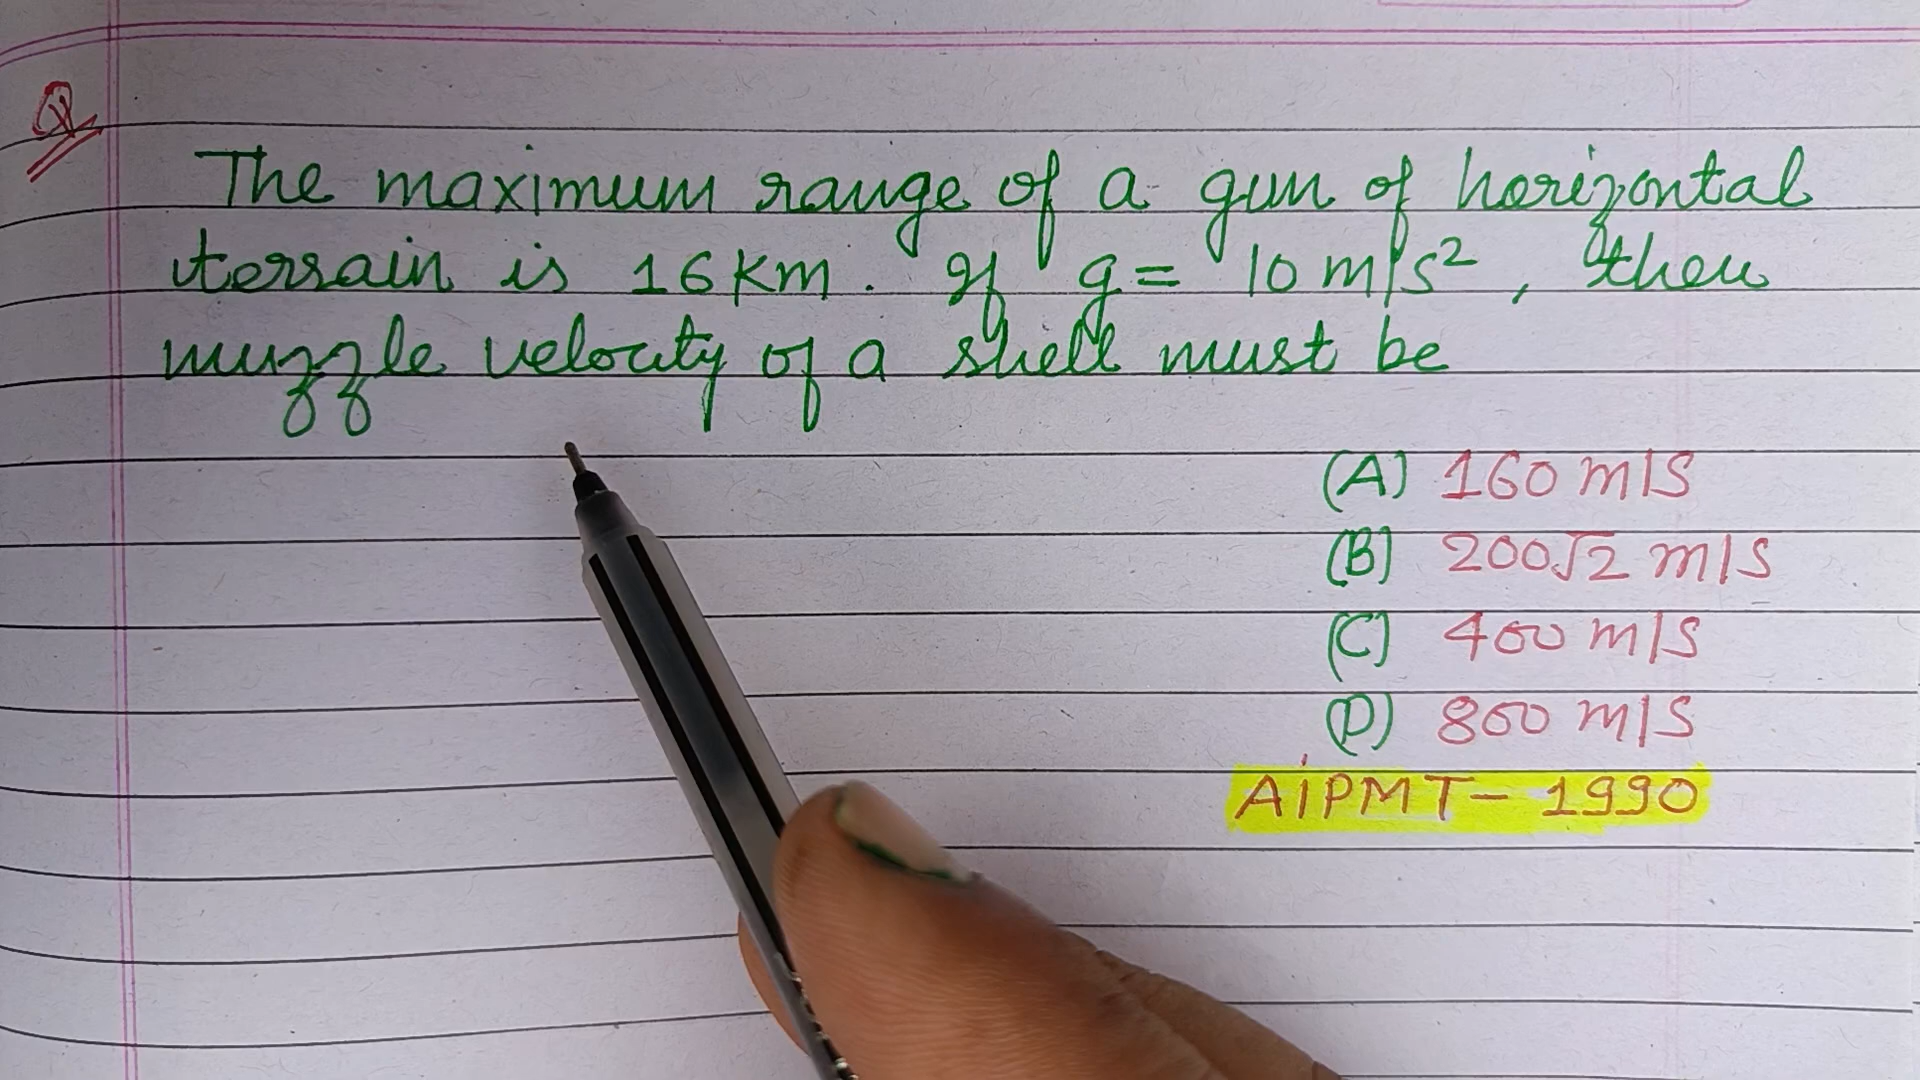 Q
The maximum range of a gun of horizontal
terrain is 16 Km. If g = 10 m/s², then
muzzle velocity of a shell must be
(A) 160 m/s
(B) 200√2 m/s
(C) 400 m/s
(D) 800 m/s
AiPMT - 1990